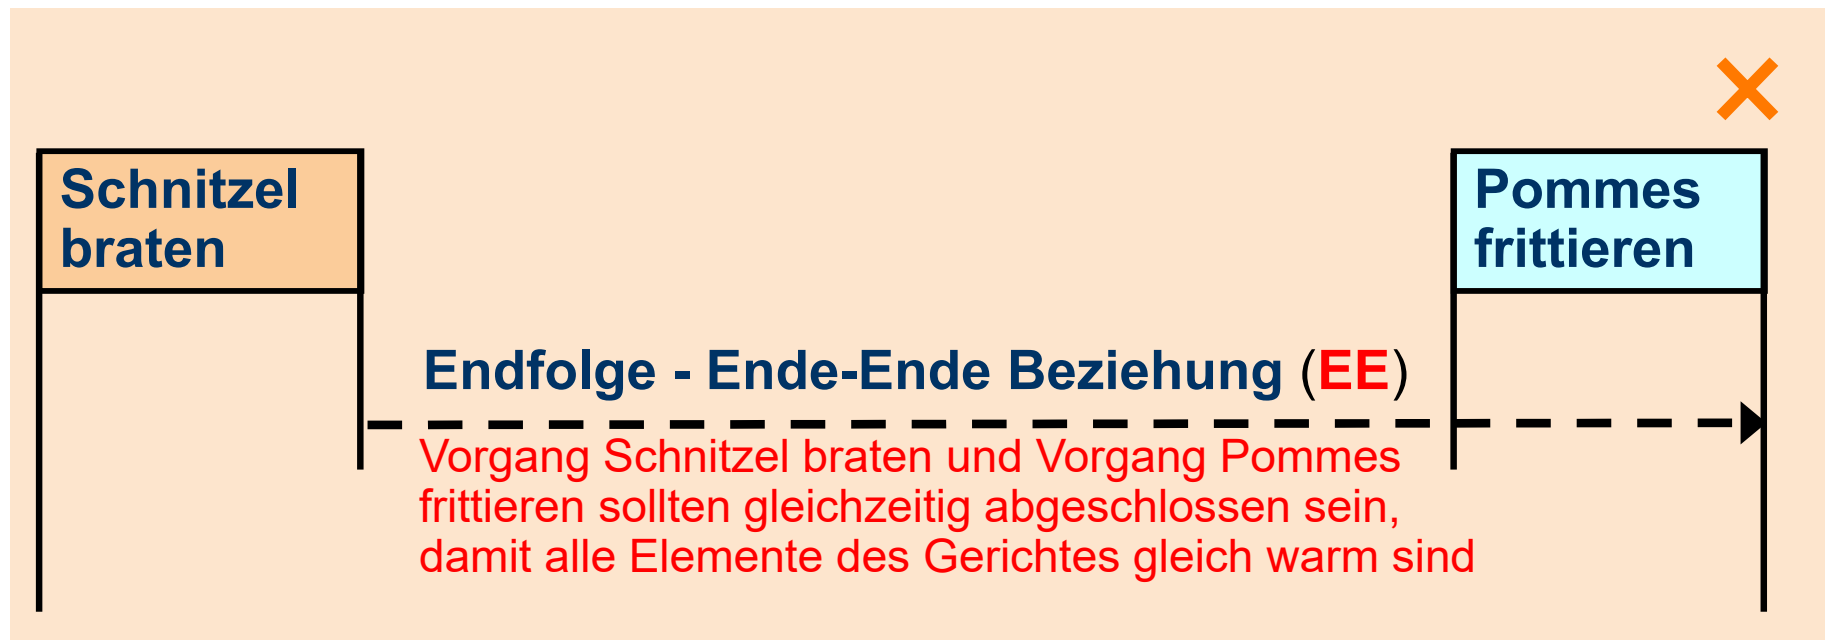 Schnitzel
braten
Pommes
frittieren
Endfolge - Ende-Ende Beziehung (EE)
Vorgang Schnitzel braten und Vorgang Pommes
frittieren sollten gleichzeitig abgeschlossen sein,
damit alle Elemente des Gerichtes gleich warm sind